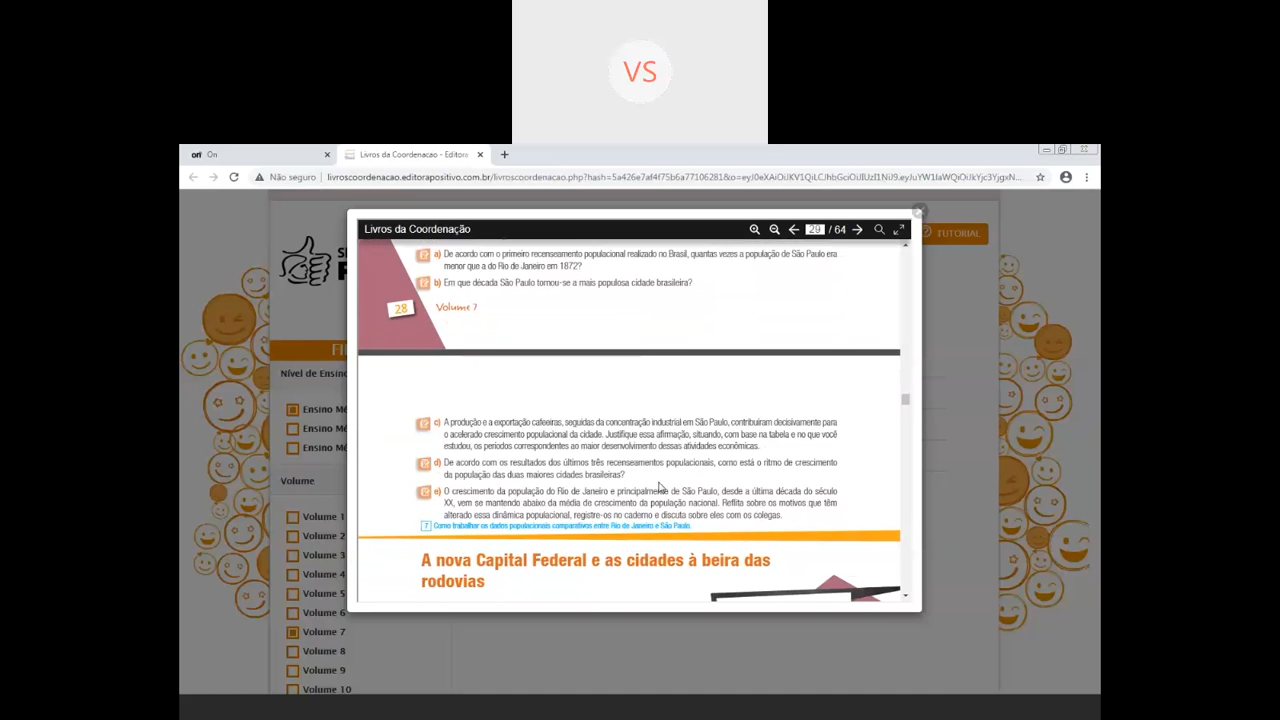 VS
On
Livros da Coordenacao - Editora
Não seguro
TUTORIAL
Livros da Coordenação
29 / 64
a) De acordo com o primeiro recenseamento populacional realizado no Brasil, quantas vezes a população de São Paulo era
menor que a do Rio de Janeiro em 1872?
b) Em que década São Paulo tornou-se a mais populosa cidade brasileira?
28
Volume 7
c) A produção e a exportação cafeeiras, seguidas da concentração industrial em São Paulo, contribuíram decisivamente para
o acelerado crescimento populacional da cidade. Justifique essa afirmação, situando, com base na tabela e no que você
estudou, os períodos correspondentes ao maior desenvolvimento dessas atividades econômicas.
d) De acordo com os resultados dos últimos três recenseamentos populacionais, como está o ritmo de crescimento
da população das duas maiores cidades brasileiras?
e) O crescimento da população do Rio de Janeiro e principalmente de São Paulo, desde a última década do século
XX, vem se mantendo abaixo da média de crescimento da população nacional. Reflita sobre os motivos que têm
alterado essa dinâmica populacional, registre-os no caderno e discuta sobre eles com os colegas.
7 Como trabalhar os dados populacionais comparativos entre Rio de Janeiro e São Paulo.
A nova Capital Federal e as cidades à beira das
rodovias
FI
Nível de Ensino
Ensino Mé
Ensino Mé
Ensino Mé
Volume
Volume 1
Volume 2
Volume 3
Volume 4
Volume 5
Volume 6
Volume 7
Volume 8
Volume 9
Volume 10